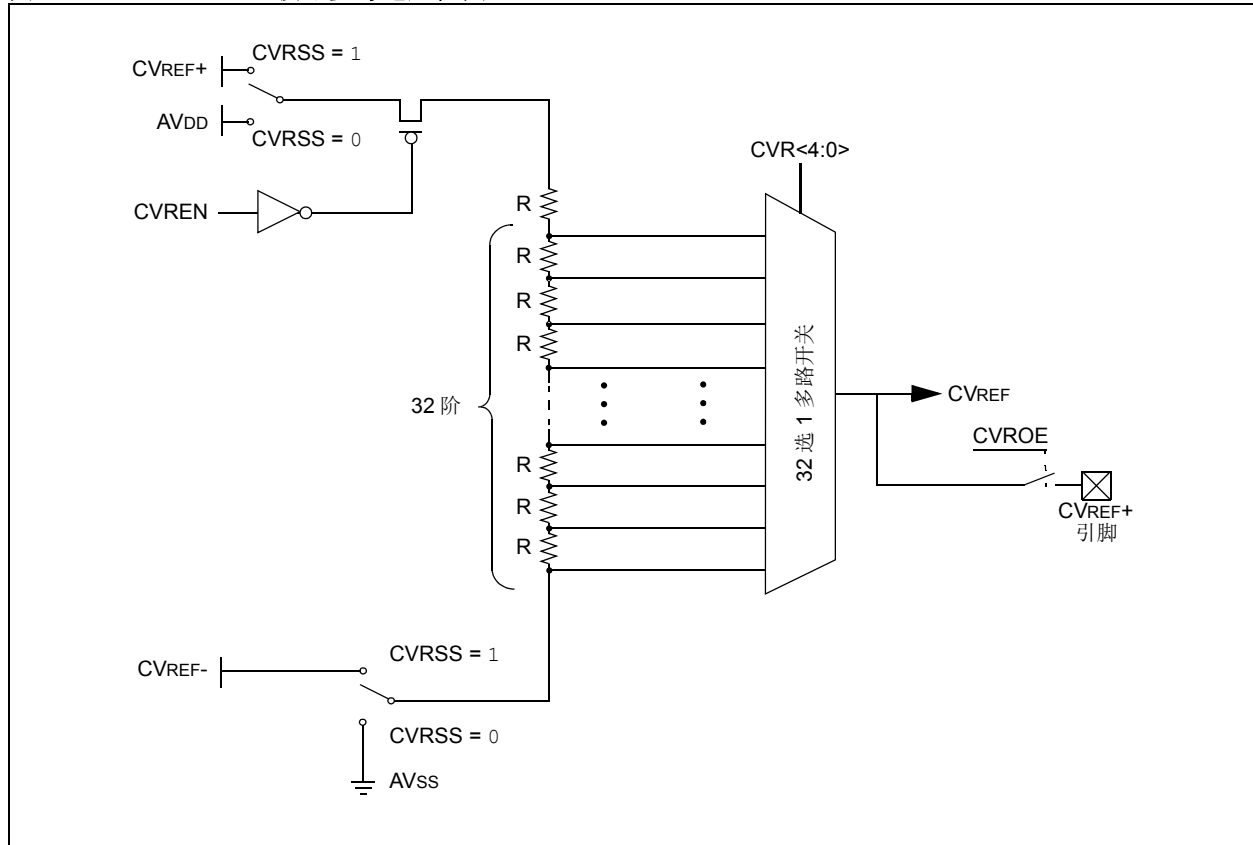 CVREF+
CVRSS = 1
AVDD
CVRSS = 0
CVREN
CVR<4:0>
R
R
R
R
32 阶
R
R
R
32 选 1 多路开关
CVREF
CVROE
CVREF+
引脚
CVREF-
CVRSS = 1
CVRSS = 0
AVSS